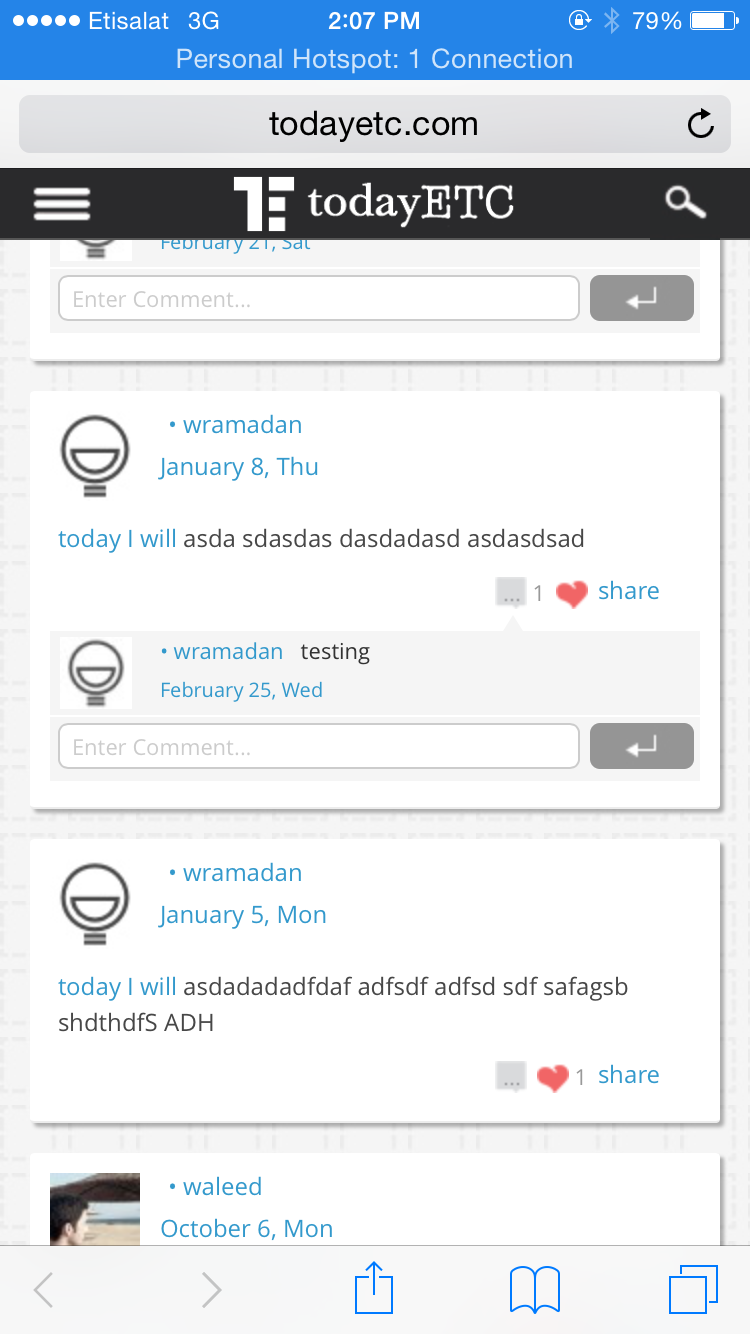 Etisalat 3G 2:07 PM 79%
Personal Hotspot: 1 Connection
todayetc.com
todayETC
February 21, Sat
Enter Comment...
• wramadan
January 8, Thu
today I will asda sdasdas dasdadasd asdasdsad
... 1 share
• wramadan testing
February 25, Wed
Enter Comment...
• wramadan
January 5, Mon
today I will asdadadadfdaf adfsdf adfsd sdf safagsb
shdthdfS ADH
... 1 share
• waleed
October 6, Mon